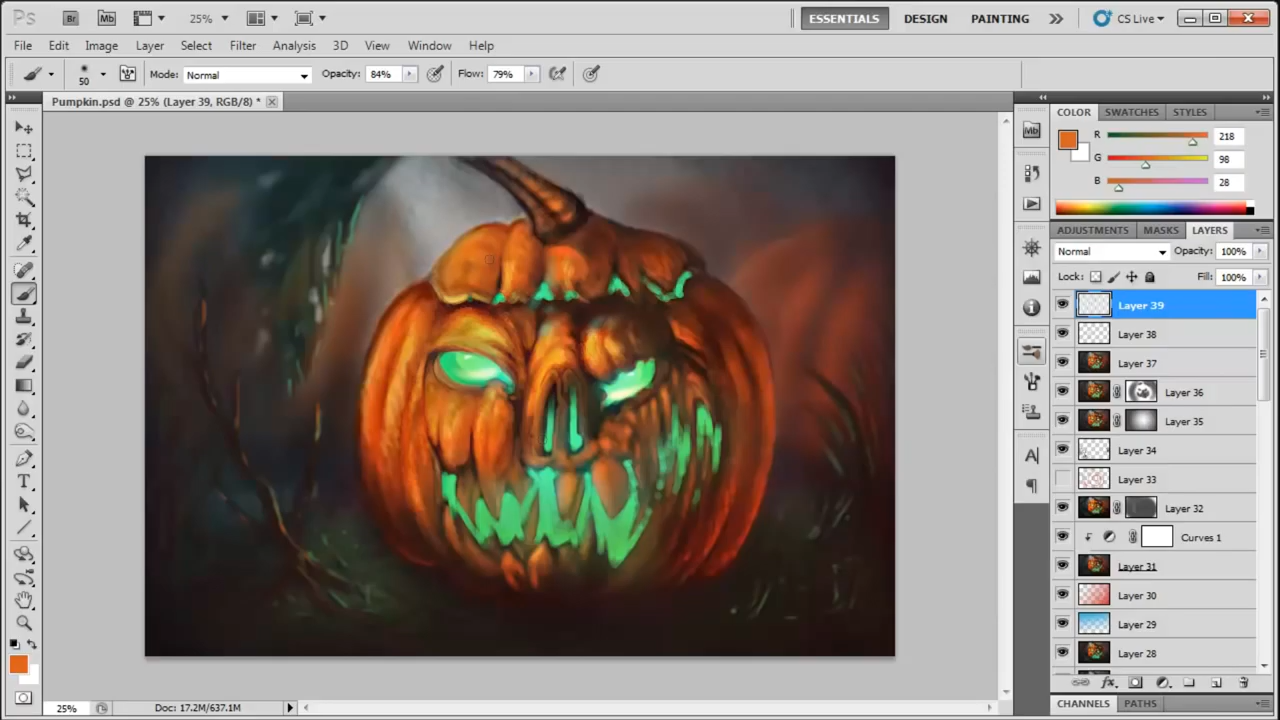 Ps Br Mb 25% ESSENTIALS DESIGN PAINTING CS Live
File Edit Image Layer Select Filter Analysis 3D View Window Help
50 Mode: Normal Opacity: 84% Flow: 79%
Pumpkin.psd @ 25% (Layer 39, RGB/8) *
COLOR SWATCHES STYLES
Mb
R 218
G 98
B 28
ADJUSTMENTS MASKS LAYERS
Normal Opacity: 100%
Lock: Fill: 100%
Layer 39
Layer 38
Layer 37
Layer 36
Layer 35
Layer 34
Layer 33
Layer 32
Curves 1
Layer 31
Layer 30
Layer 29
Layer 28
CHANNELS PATHS
T
A
25% Doc: 17.2M/637.1M
fx